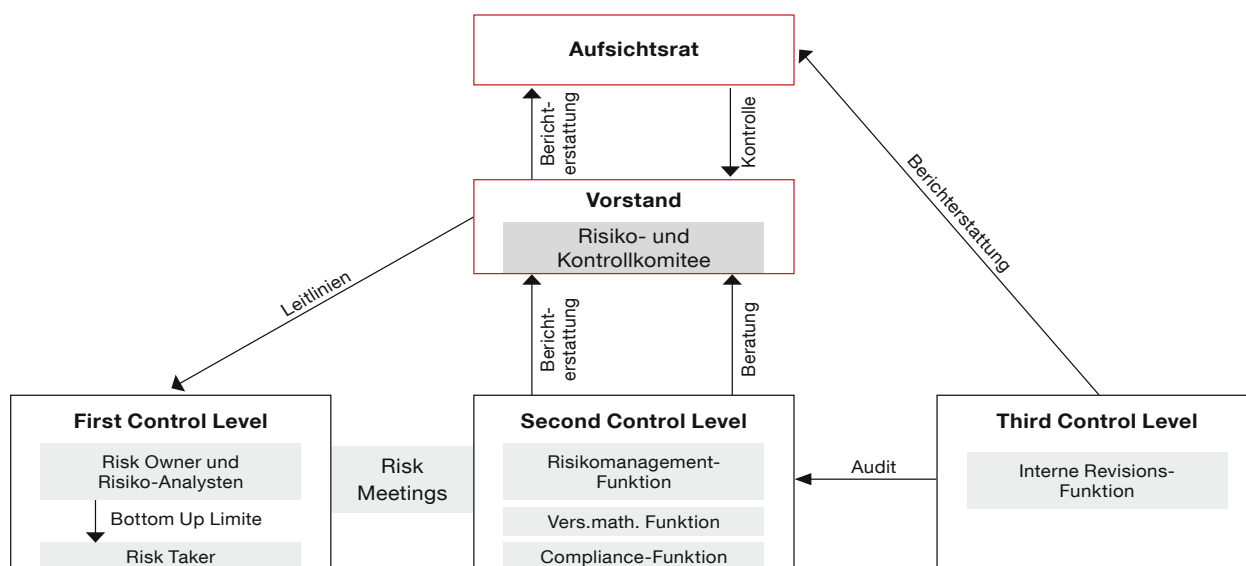 Aufsichtsrat
Bericht-
erstattung
Kontrolle
Berichterstattung
Vorstand
Risiko- und
Kontrollkomitee
Leitlinien
Bericht-
erstattung
Beratung
First Control Level
Risk Owner und
Risiko-Analysten
Bottom Up Limite
Risk Taker
Risk
Meetings
Second Control Level
Risikomanagement-
Funktion
Vers.math. Funktion
Compliance-Funktion
Audit
Third Control Level
Interne Revisions-
Funktion